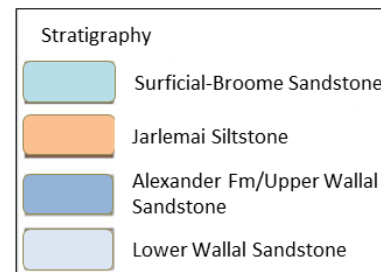 Stratigraphy
Surficial-Broome Sandstone
Jarlemai Siltstone
Alexander Fm/Upper Wallal
Sandstone
Lower Wallal Sandstone